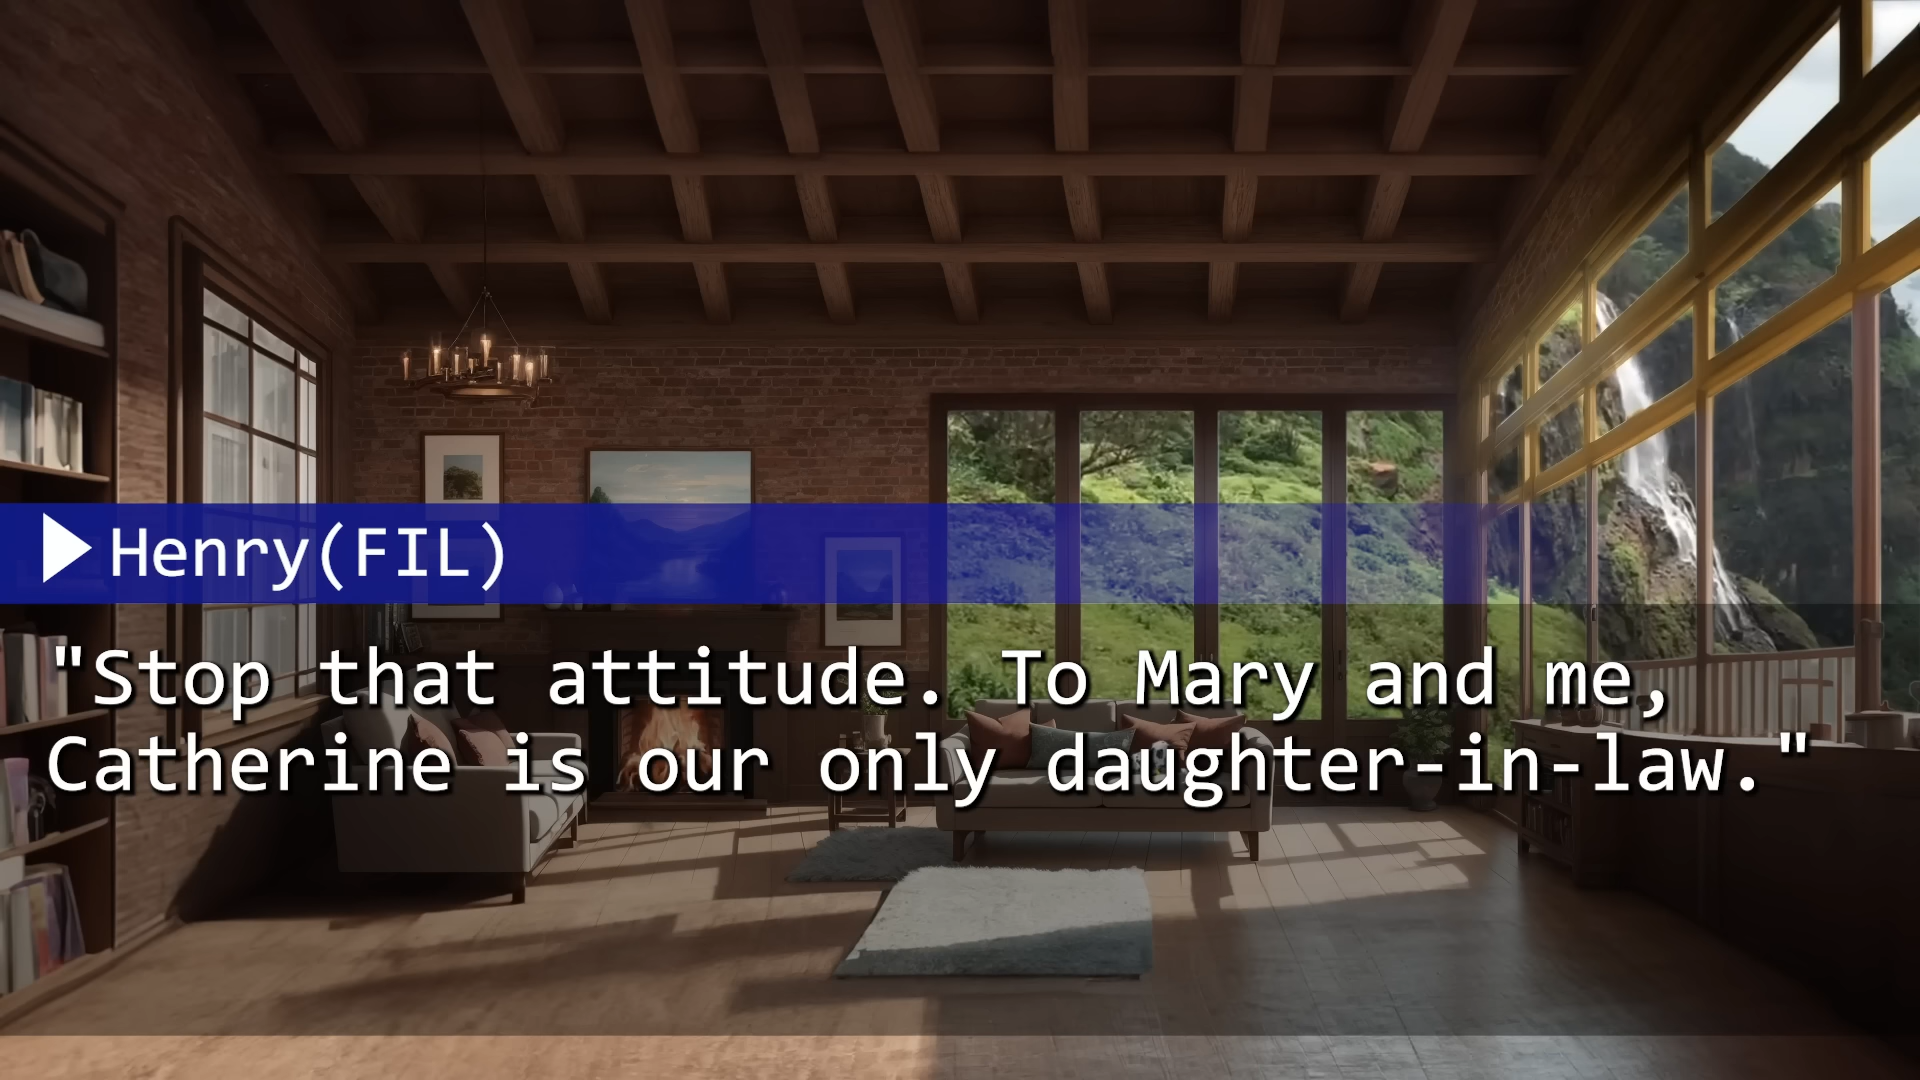 Henry(FIL)
"Stop that attitude. To Mary and me,
Catherine is our only daughter-in-law."